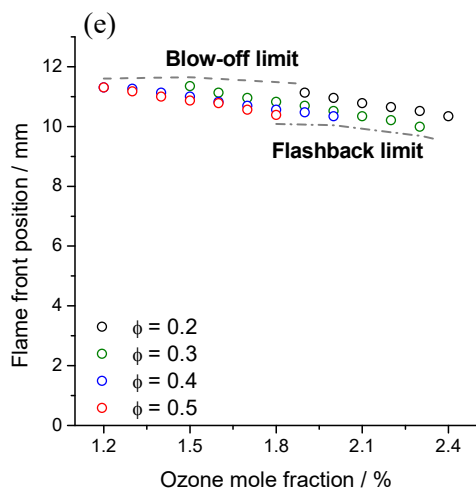 (e)
Blow-off limit
Flashback limit
Flame front position / mm
14
12
10
8
6
4
2
0
ϕ = 0.2
ϕ = 0.3
ϕ = 0.4
ϕ = 0.5
1.2 1.5 1.8 2.1 2.4
Ozone mole fraction / %